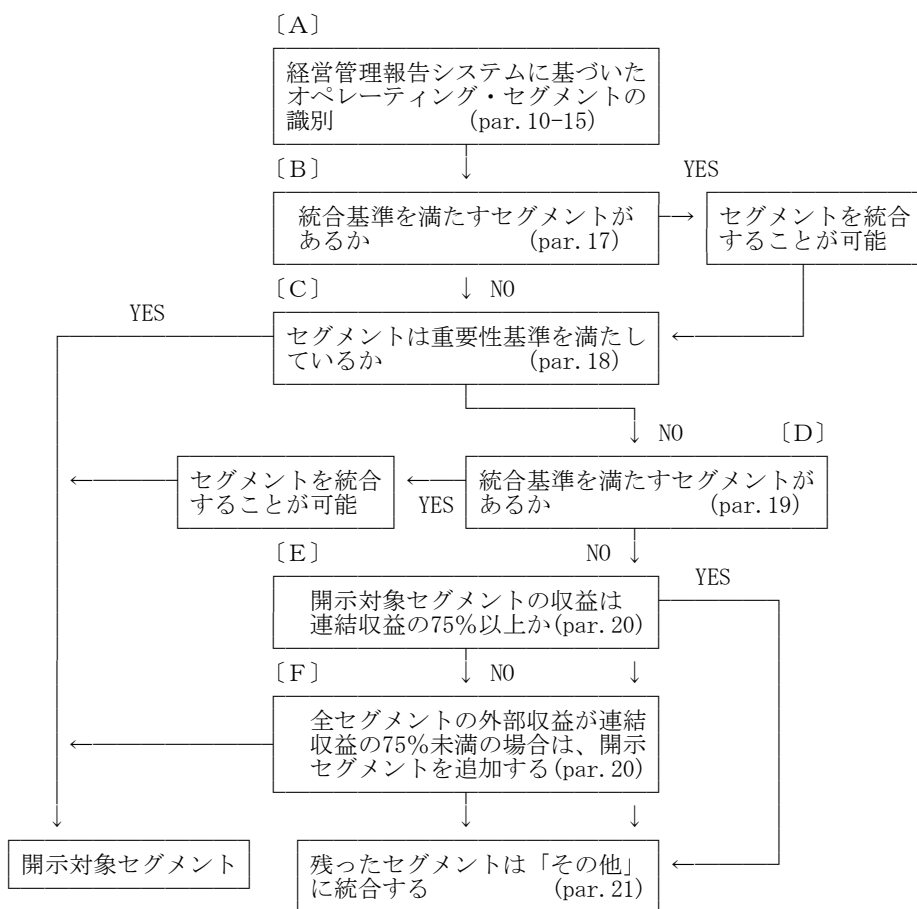 〔A〕
経営管理報告システムに基づいた
オペレーティング・セグメントの
識別 (par.10-15)
〔B〕 YES
統合基準を満たすセグメントが
あるか (par.17)
セグメントを統合
することが可能
〔C〕 ↓ NO
YES
セグメントは重要性基準を満たし
ているか (par.18)
↓ NO 〔D〕
セグメントを統合
することが可能
YES
統合基準を満たすセグメントが
あるか (par.19)
〔E〕 NO ↓
YES
開示対象セグメントの収益は
連結収益の75%以上か(par.20)
〔F〕 ↓ NO ↓
全セグメントの外部収益が連結
収益の75%未満の場合は、開示
セグメントを追加する(par.20)
開示対象セグメント
残ったセグメントは「その他」
に統合する (par.21)